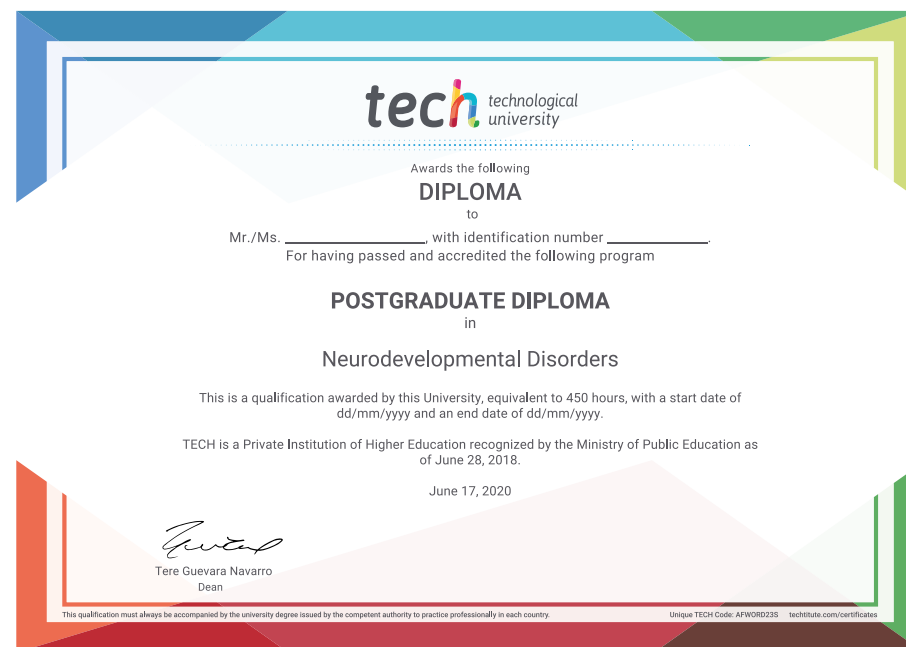 tech technological
university
Awards the following
DIPLOMA
to
Mr./Ms. ____________________, with identification number ______________.
For having passed and accredited the following program
POSTGRADUATE DIPLOMA
in
Neurodevelopmental Disorders
This is a qualification awarded by this University, equivalent to 450 hours, with a start date of
dd/mm/yyyy and an end date of dd/mm/yyyy.
TECH is a Private Institution of Higher Education recognized by the Ministry of Public Education as
of June 28, 2018.
June 17, 2020
Tere Guevara Navarro
Dean
This qualification must always be accompanied by the university degree issued by the competent authority to practice professionally in each country. Unique TECH Code: AFWORD23S techtitute.com/certificates